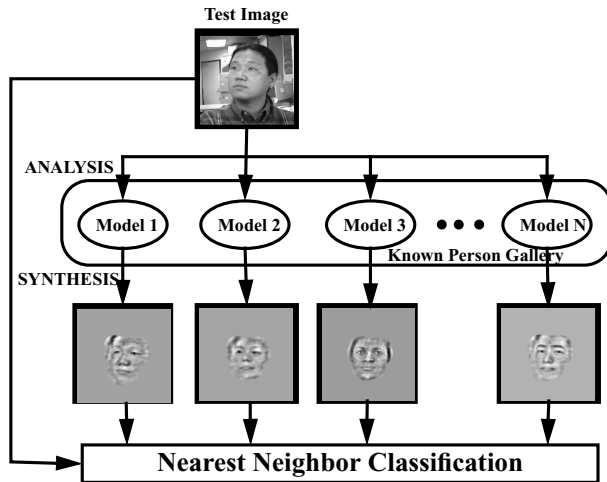 Test Image
ANALYSIS
Model 1
Model 2
Model 3
Model N
Known Person Gallery
SYNTHESIS
Nearest Neighbor Classification